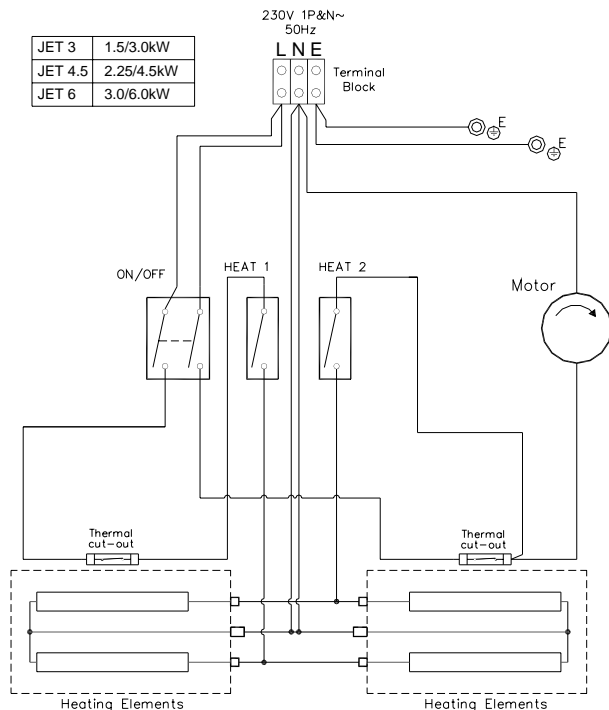 230V 1P&N~
50Hz
L N E
Terminal
Block
JET 3 1.5/3.0kW
JET 4.5 2.25/4.5kW
JET 6 3.0/6.0kW
E
E
ON/OFF
HEAT 1
HEAT 2
Motor
Thermal
cut-out
Thermal
cut-out
Heating Elements
Heating Elements